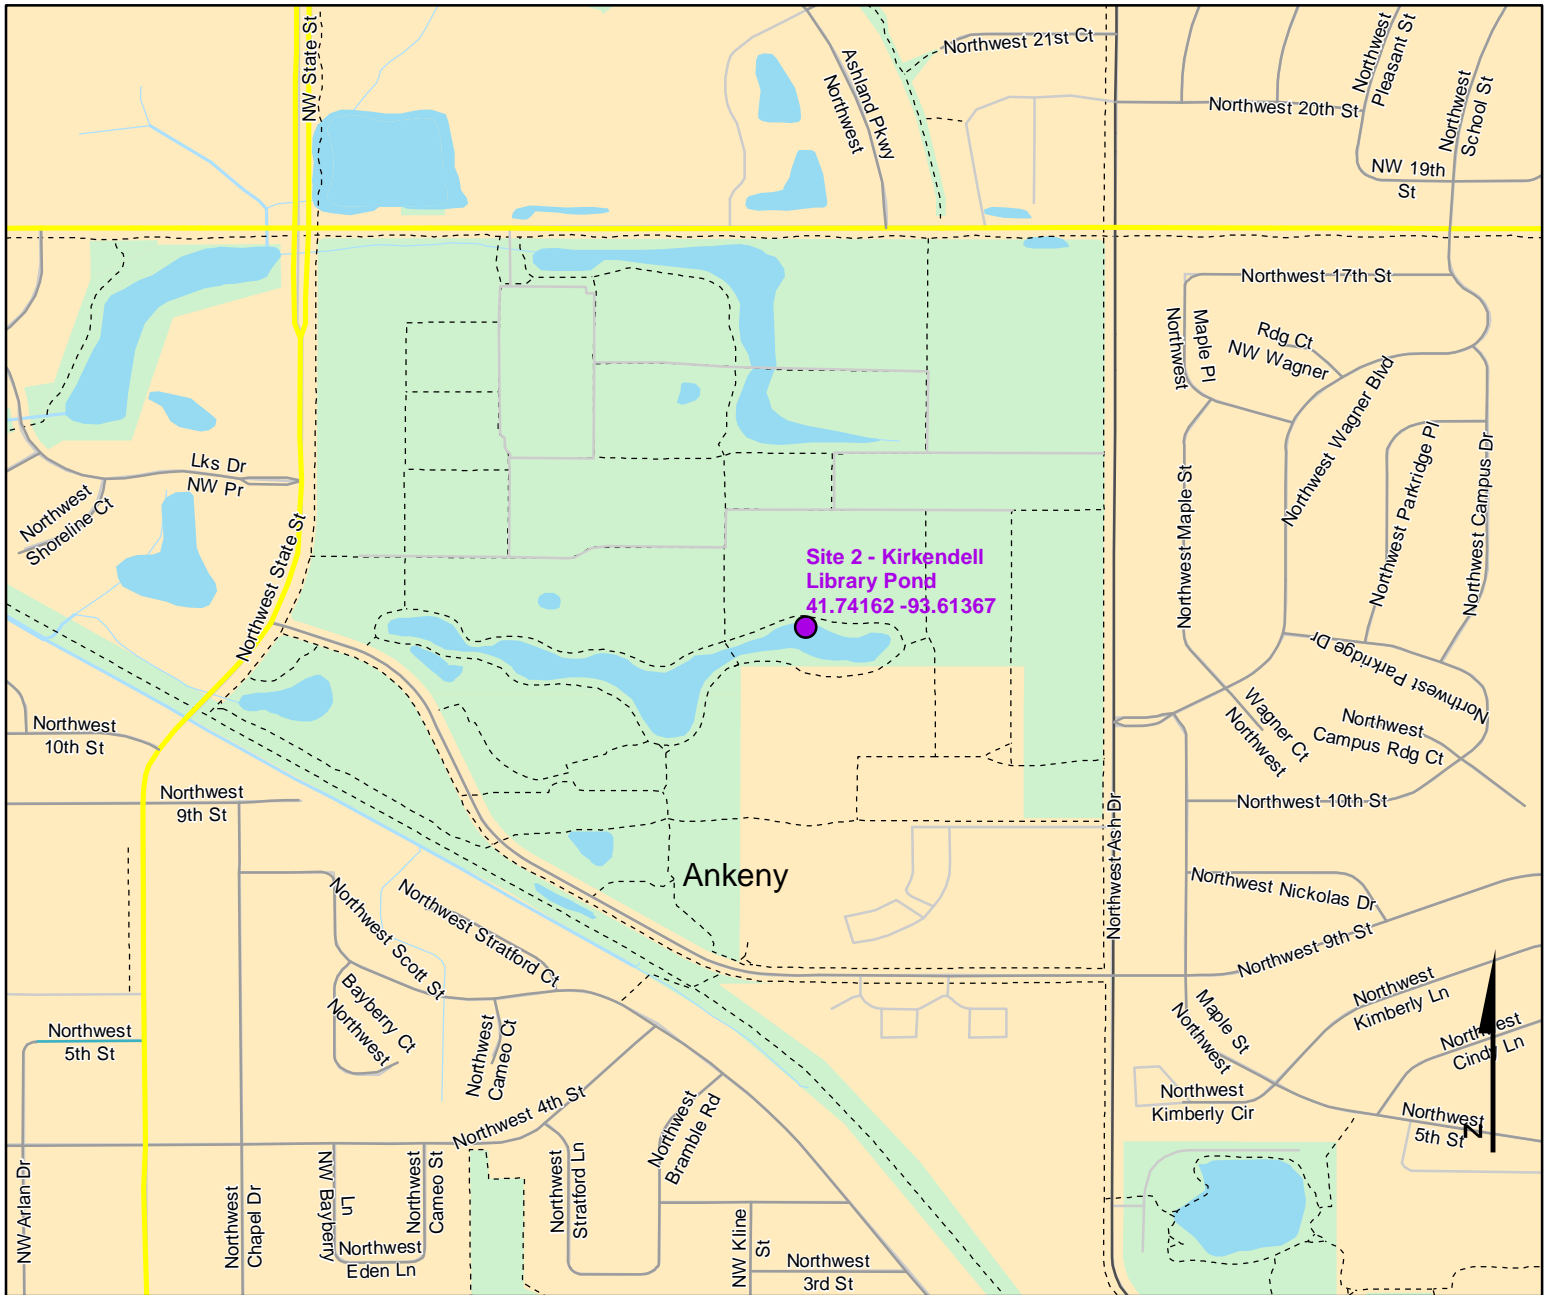 NW State St
Northwest 21st Ct
Ashland Pkwy
Northwest
Northwest
Pleasant St
Northwest
School St
Northwest 20th St
NW 19th
St
Northwest 17th St
Maple Pl
Northwest
Rdg Ct
NW Wagner
Northwest Wagner Blvd
Northwest Parkridge Pl
Northwest Campus Dr
Northwest Maple St
Lks Dr
NW Pr
Northwest
Shoreline Ct
Northwest State St
Site 2 - Kirkendell
Library Pond
41.74162 -93.61367
Northwest Parkridge Dr
Wagner Ct
Northwest
Northwest
Campus Rdg Ct
Northwest
10th St
Northwest
9th St
Northwest 10th St
Northwest Ash Dr
Ankeny
Northwest Nickolas Dr
Northwest 9th St
Northwest Scott St
Northwest Stratford Ct
Bayberry Ct
Northwest
Northwest
Cameo Ct
Northwest
Kimberly Ln
Northwest
Cindy Ln
Maple St
Northwest
Northwest
5th St
Northwest
Kimberly Cir
Northwest
5th St
N
Northwest 4th St
Northwest
Bramble Rd
NW Arlan Dr
Northwest
Chapel Dr
NW Bayberry
Ln
Northwest
Cameo St
Northwest
Eden Ln
Northwest
Stratford Ln
NW Kline
St
Northwest
3rd St